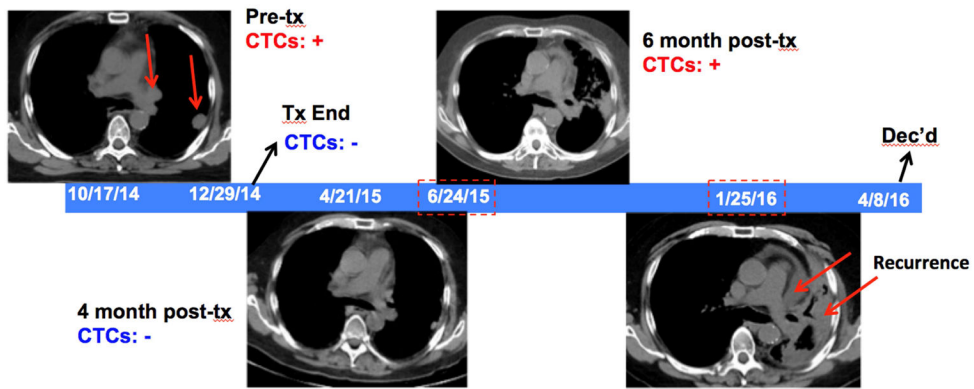 Pre-tx
CTCs: +
6 month post-tx
CTCs: +
Tx End
CTCs: -
Dec'd
10/17/14 12/29/14 4/21/15 6/24/15 1/25/16 4/8/16
Recurrence
4 month post-tx
CTCs: -